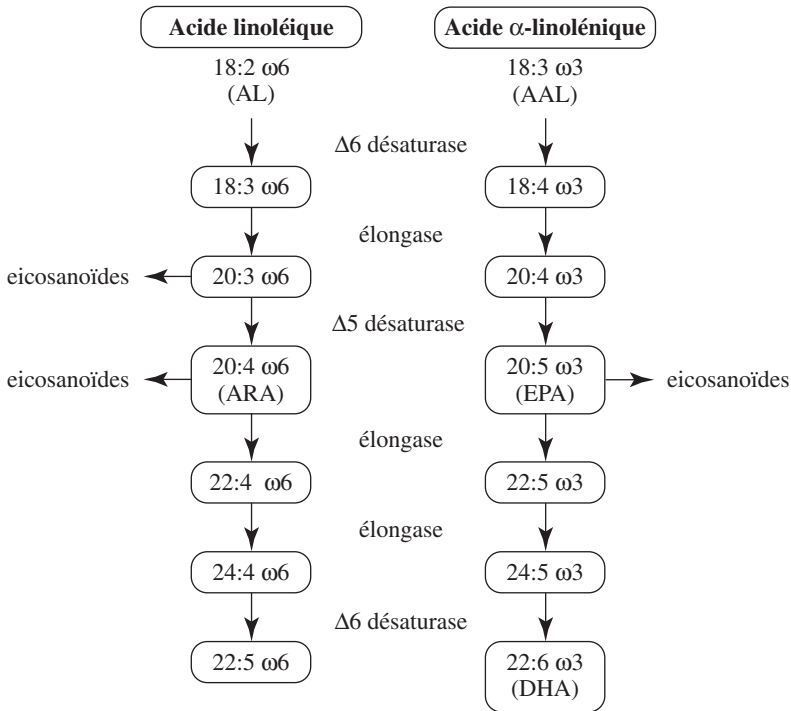 Acide linoléique
Acide α-linolénique
18:2 ω6
(AL)
18:3 ω3
(AAL)
Δ6 désaturase
18:3 ω6
18:4 ω3
élongase
eicosanoïdes
20:3 ω6
20:4 ω3
Δ5 désaturase
eicosanoïdes
20:4 ω6
(ARA)
20:5 ω3
(EPA)
eicosanoïdes
élongase
22:4 ω6
22:5 ω3
élongase
24:4 ω6
24:5 ω3
Δ6 désaturase
22:5 ω6
22:6 ω3
(DHA)